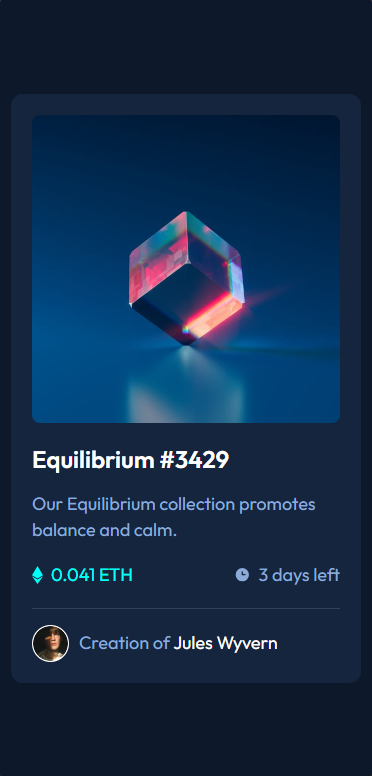 Equilibrium #3429
Our Equilibrium collection promotes
balance and calm.
0.041 ETH
3 days left
Creation of Jules Wyvern